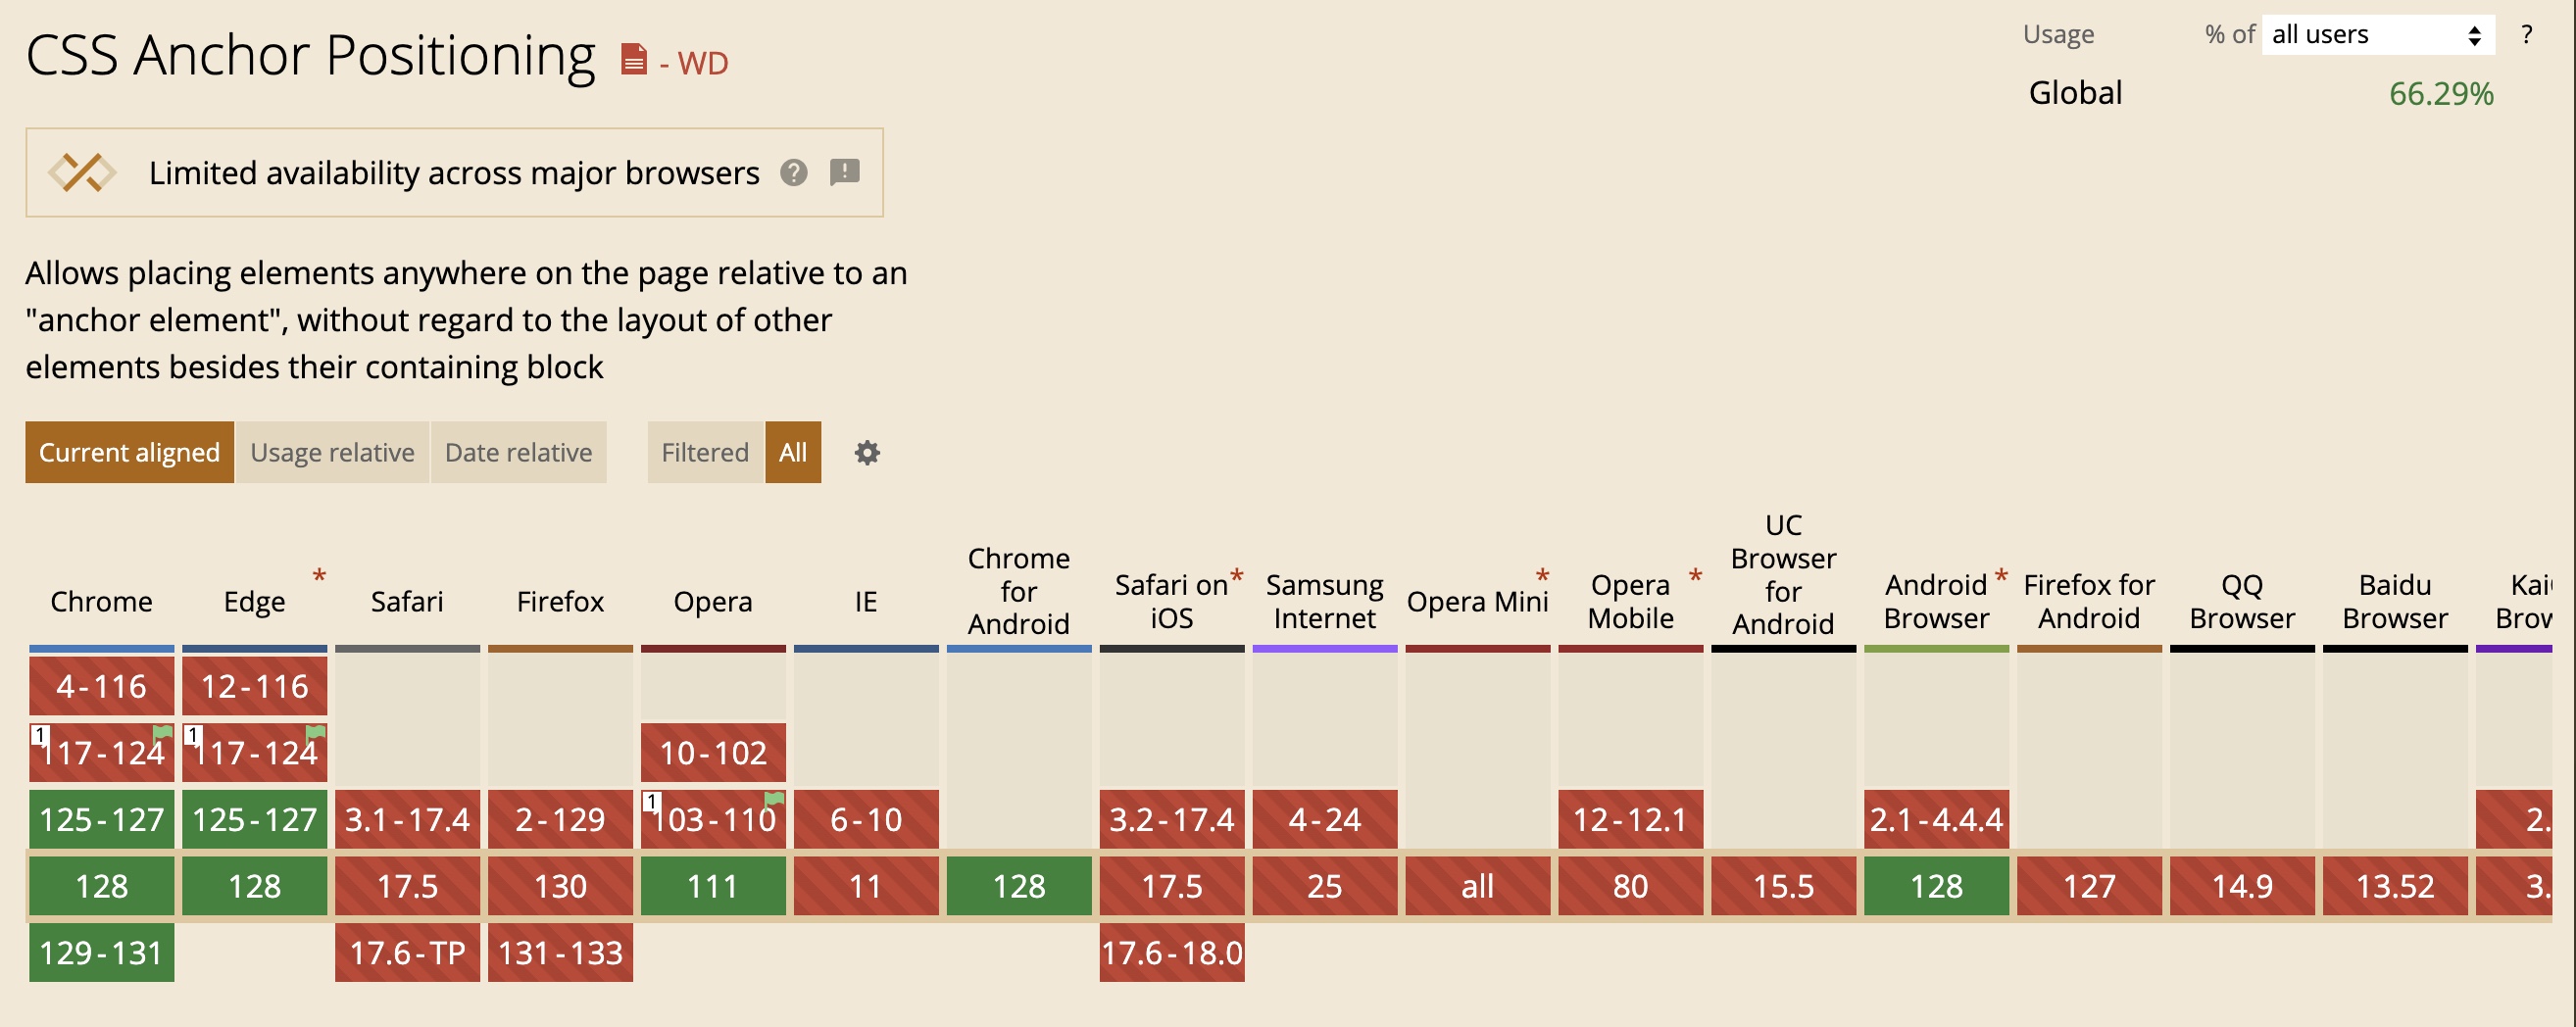 CSS Anchor Positioning - WD
Usage % of all users ?
Global 66.29%
Limited availability across major browsers ?
Allows placing elements anywhere on the page relative to an
"anchor element", without regard to the layout of other
elements besides their containing block
Current aligned Usage relative Date relative Filtered All
Chrome
Edge *
Safari
Firefox
Opera
IE
Chrome
for
Android
Safari on *
iOS
Samsung
Internet
Opera Mini *
Opera *
Mobile
UC
Browser
for
Android
Android *
Browser
Firefox for
Android
QQ
Browser
Baidu
Browser
4-116 12-116
1 117-124 1 117-124 10-102
125-127 125-127 3.1-17.4 2-129 1 103-110 6-10 3.2-17.4 4-24 12-12.1 2.1-4.4.4 2.
128 128 17.5 130 111 11 128 17.5 25 all 80 15.5 128 127 14.9 13.52 3.
129-131 17.6-TP 131-133 17.6-18.0